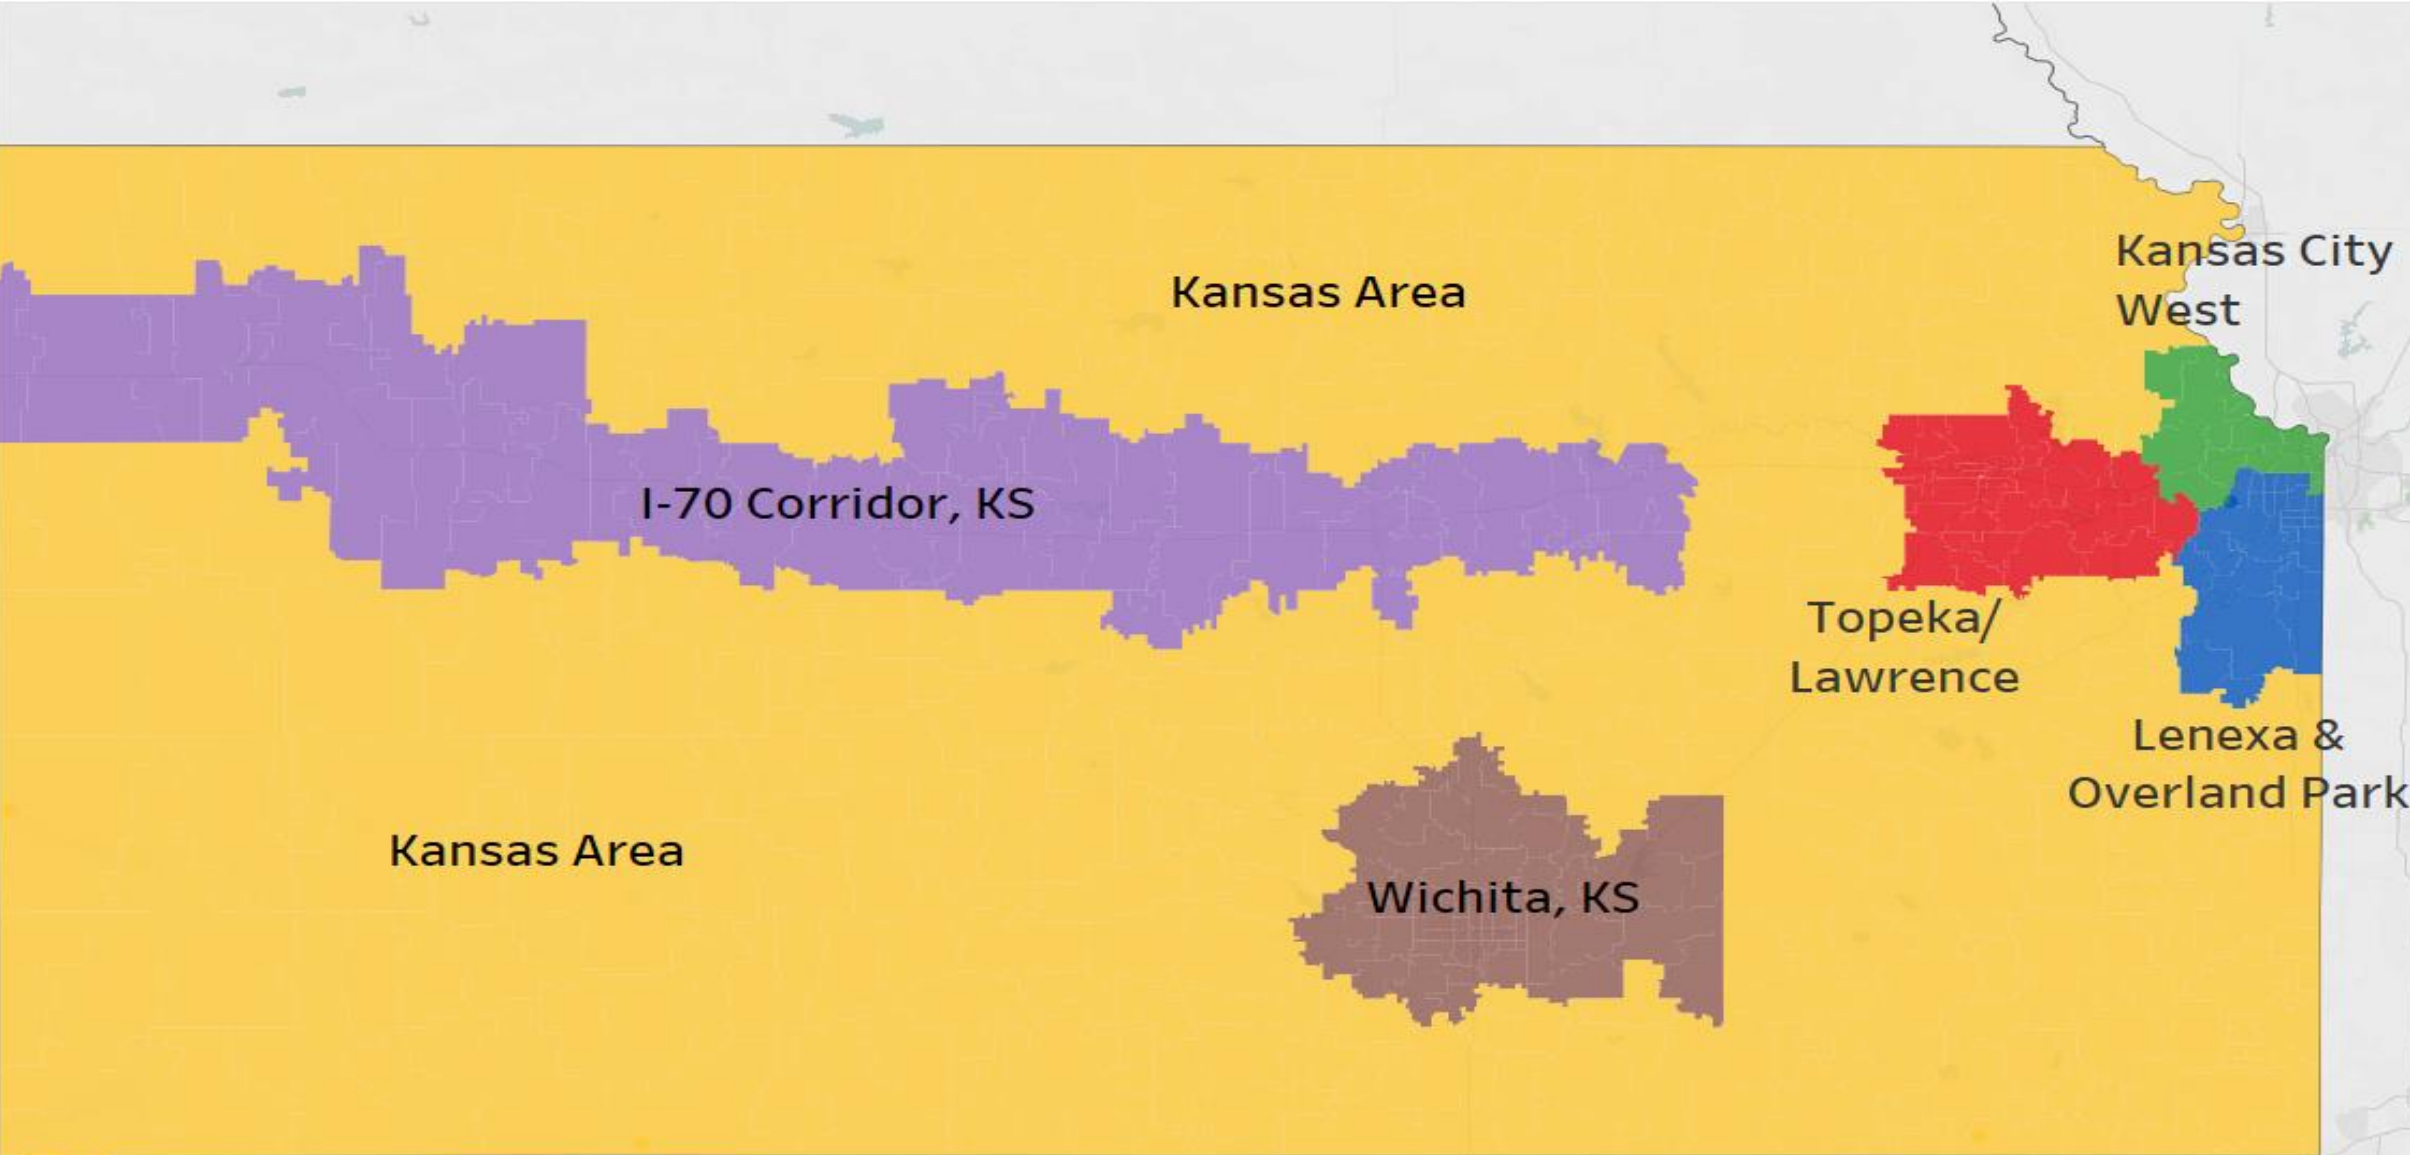 Kansas City
West
Kansas Area
I-70 Corridor, KS
Topeka/
Lawrence
Lenexa &
Overland Park
Kansas Area
Wichita, KS